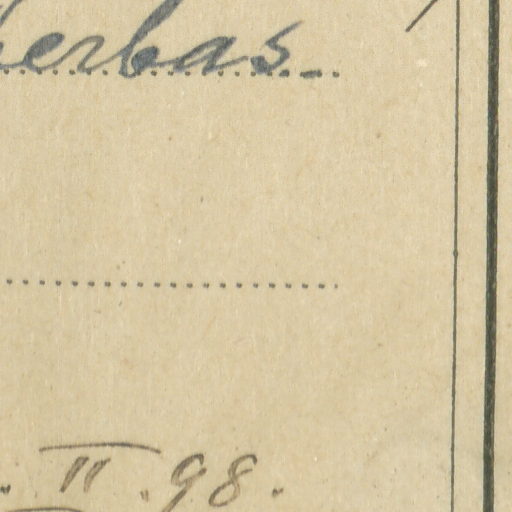 erbas
. II . 98.